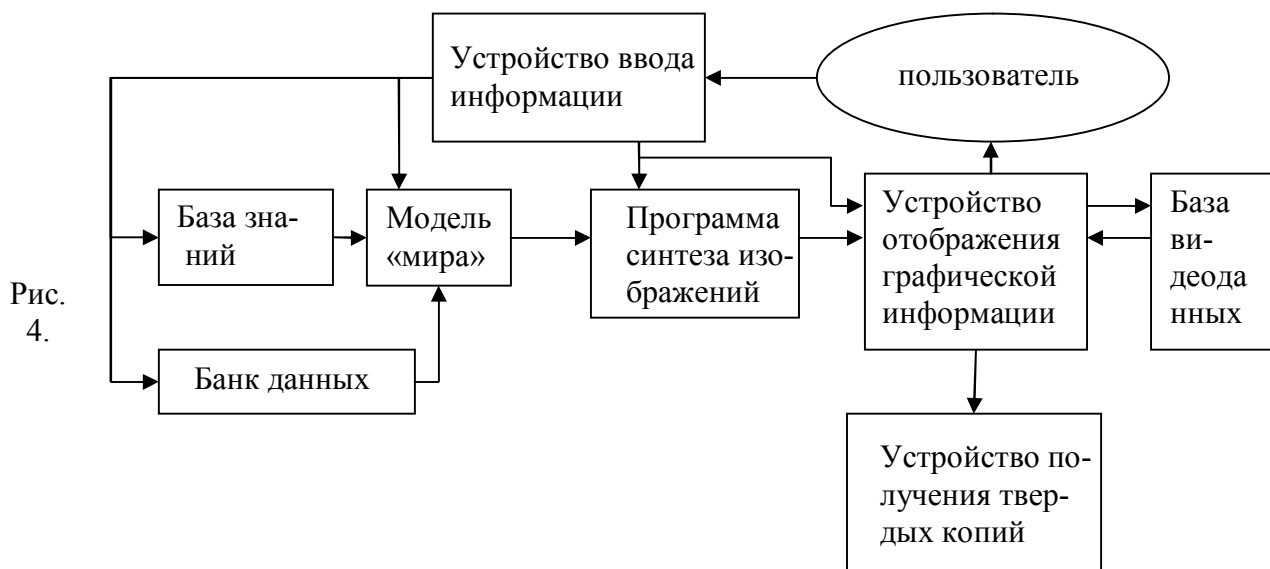 Устройство ввода
информации
пользователь
База зна-
ний
Модель
«мира»
Программа
синтеза изо-
бражений
Устройство
отображения
графической
информации
База
ви-
деода
нных
Рис.
4.
Банк данных
Устройство по-
лучения твер-
дых копий